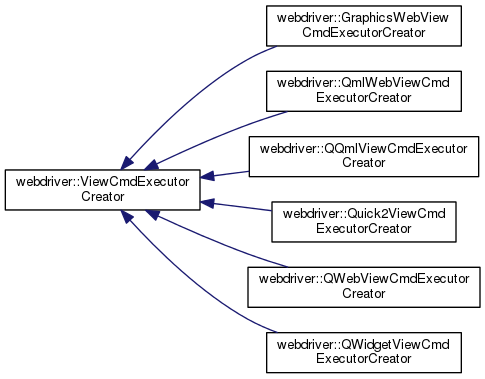 webdriver::GraphicsWebView
CmdExecutorCreator
webdriver::QmlWebViewCmd
ExecutorCreator
webdriver::QQmlViewCmdExecutor
Creator
webdriver::ViewCmdExecutor
Creator
webdriver::Quick2ViewCmd
ExecutorCreator
webdriver::QWebViewCmdExecutor
Creator
webdriver::QWidgetViewCmd
ExecutorCreator